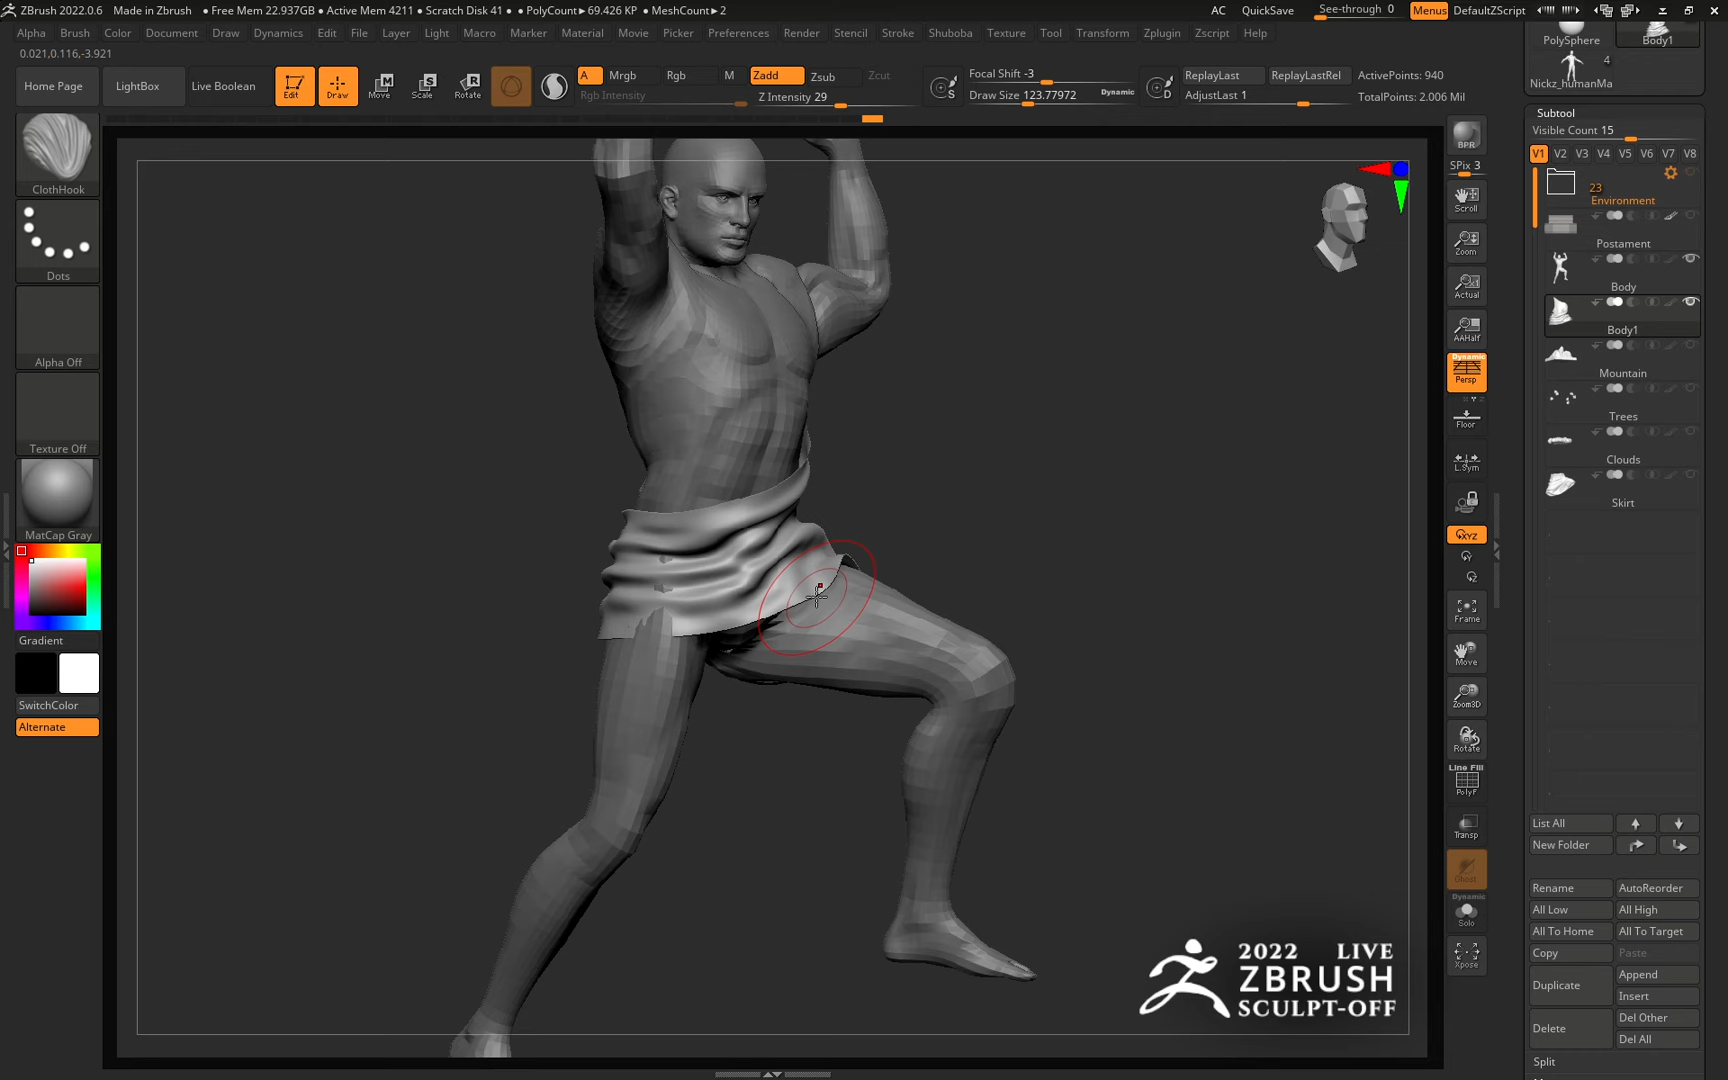 ZBrush 2022.0.6 Made in Zbrush • Free Mem 22.937GB • Active Mem 4211 • Scratch Disk 41 • • PolyCount▸69.426 KP • MeshCount▸2 AC QuickSave See-through 0 Menus DefaultZScript
Alpha Brush Color Document Draw Dynamics Edit File Layer Light Macro Marker Material Movie Picker Preferences Render Stencil Stroke Shuboba Texture Tool Transform Zplugin Zscript Help
0.021,0.116,-3.921
Home Page LightBox Live Boolean Edit Draw Move Scale Rotate
A Mrgb Rgb M Zadd Zsub Zcut
Rgb Intensity Z Intensity 29
S Focal Shift -3
Draw Size 123.77972 Dynamic
D ReplayLast ReplayLastRel ActivePoints: 940
AdjustLast 1 TotalPoints: 2.006 Mil
ClothHook
Dots
Alpha Off
Texture Off
MatCap Gray
Gradient
SwitchColor
Alternate
BPR
SPix 3
Scroll
Zoom
Actual
AAHalf
Dynamic
Persp
Floor
L.Sym
XYZ
Y
Z
Frame
Move
Zoom3D
Rotate
Line Fill
PolyF
Transp
Ghost
Dynamic
Solo
Xpose
PolySphere Body1
4
Nickz_humanMa
Subtool
Visible Count 15
V1 V2 V3 V4 V5 V6 V7 V8
23
Environment
Postament
Body
Body1
Mountain
Trees
Clouds
Skirt
List All
New Folder
Rename AutoReorder
All Low All High
All To Home All To Target
Copy Paste
Duplicate Append
Insert
Delete Del Other
Del All
Split
2022 LIVE
ZBRUSH
SCULPT-OFF